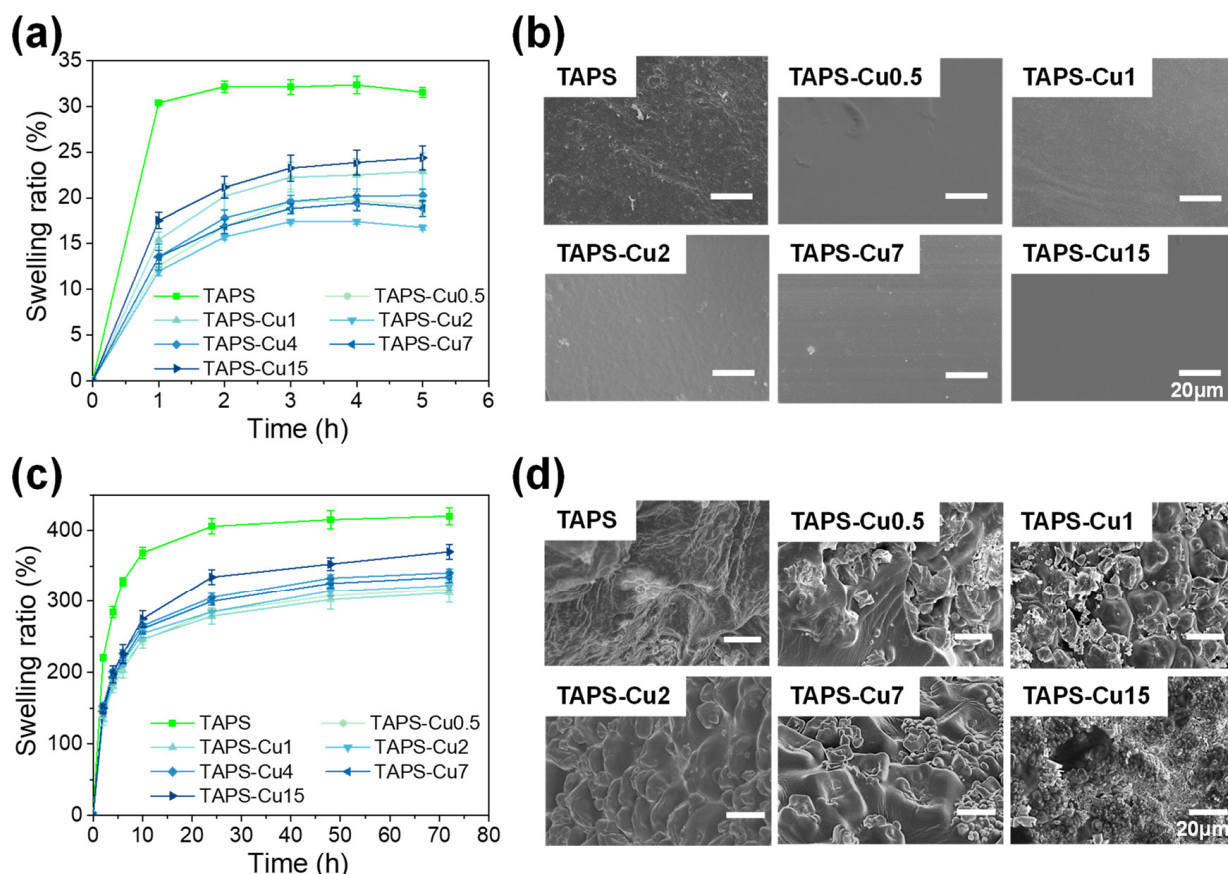 (a)
35
30
25
20
15
10
5
0
Swelling ratio (%)
TAPS TAPS-Cu0.5
TAPS-Cu1 TAPS-Cu2
TAPS-Cu4 TAPS-Cu7
TAPS-Cu15
0 1 2 3 4 5 6
Time (h)
(b)
TAPS TAPS-Cu0.5 TAPS-Cu1
TAPS-Cu2 TAPS-Cu7 TAPS-Cu15
20μm
(c)
400
300
200
100
0
Swelling ratio (%)
TAPS TAPS-Cu0.5
TAPS-Cu1 TAPS-Cu2
TAPS-Cu4 TAPS-Cu7
TAPS-Cu15
0 10 20 30 40 50 60 70 80
Time (h)
(d)
TAPS TAPS-Cu0.5 TAPS-Cu1
TAPS-Cu2 TAPS-Cu7 TAPS-Cu15
20μm